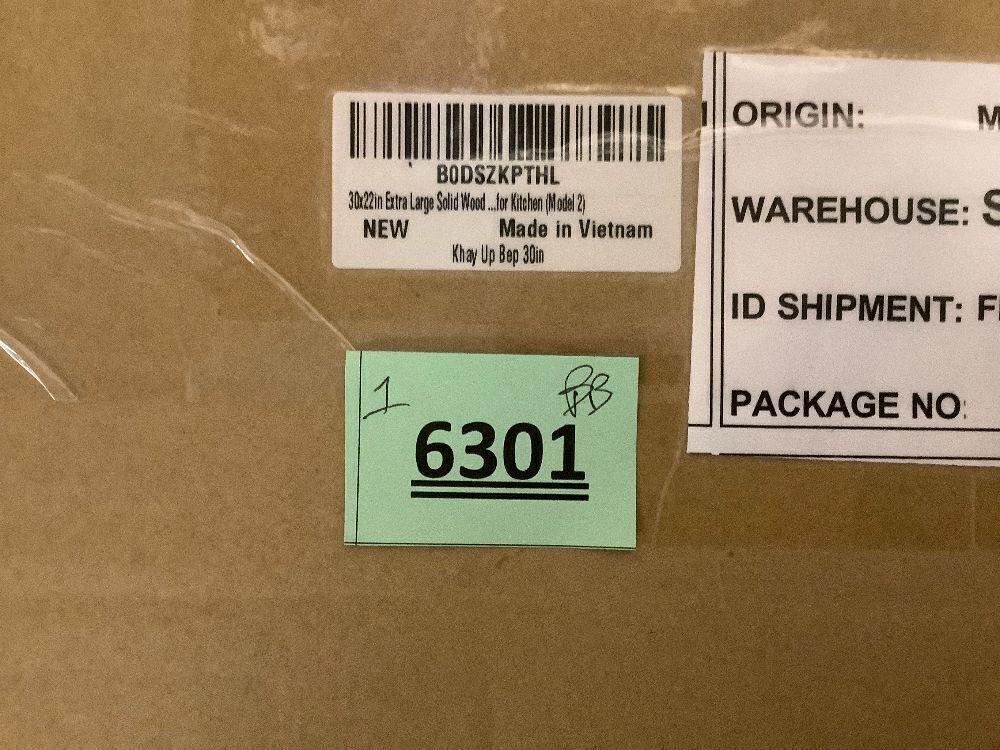 B0DSZKPTHL
30x22in Extra Large Solid Wood ...for Kitchen (Model 2)
NEW Made in Vietnam
Khay Up Bep 30in
ORIGIN: M
WAREHOUSE: S
ID SHIPMENT: F
PACKAGE NO:
1 BB
6301